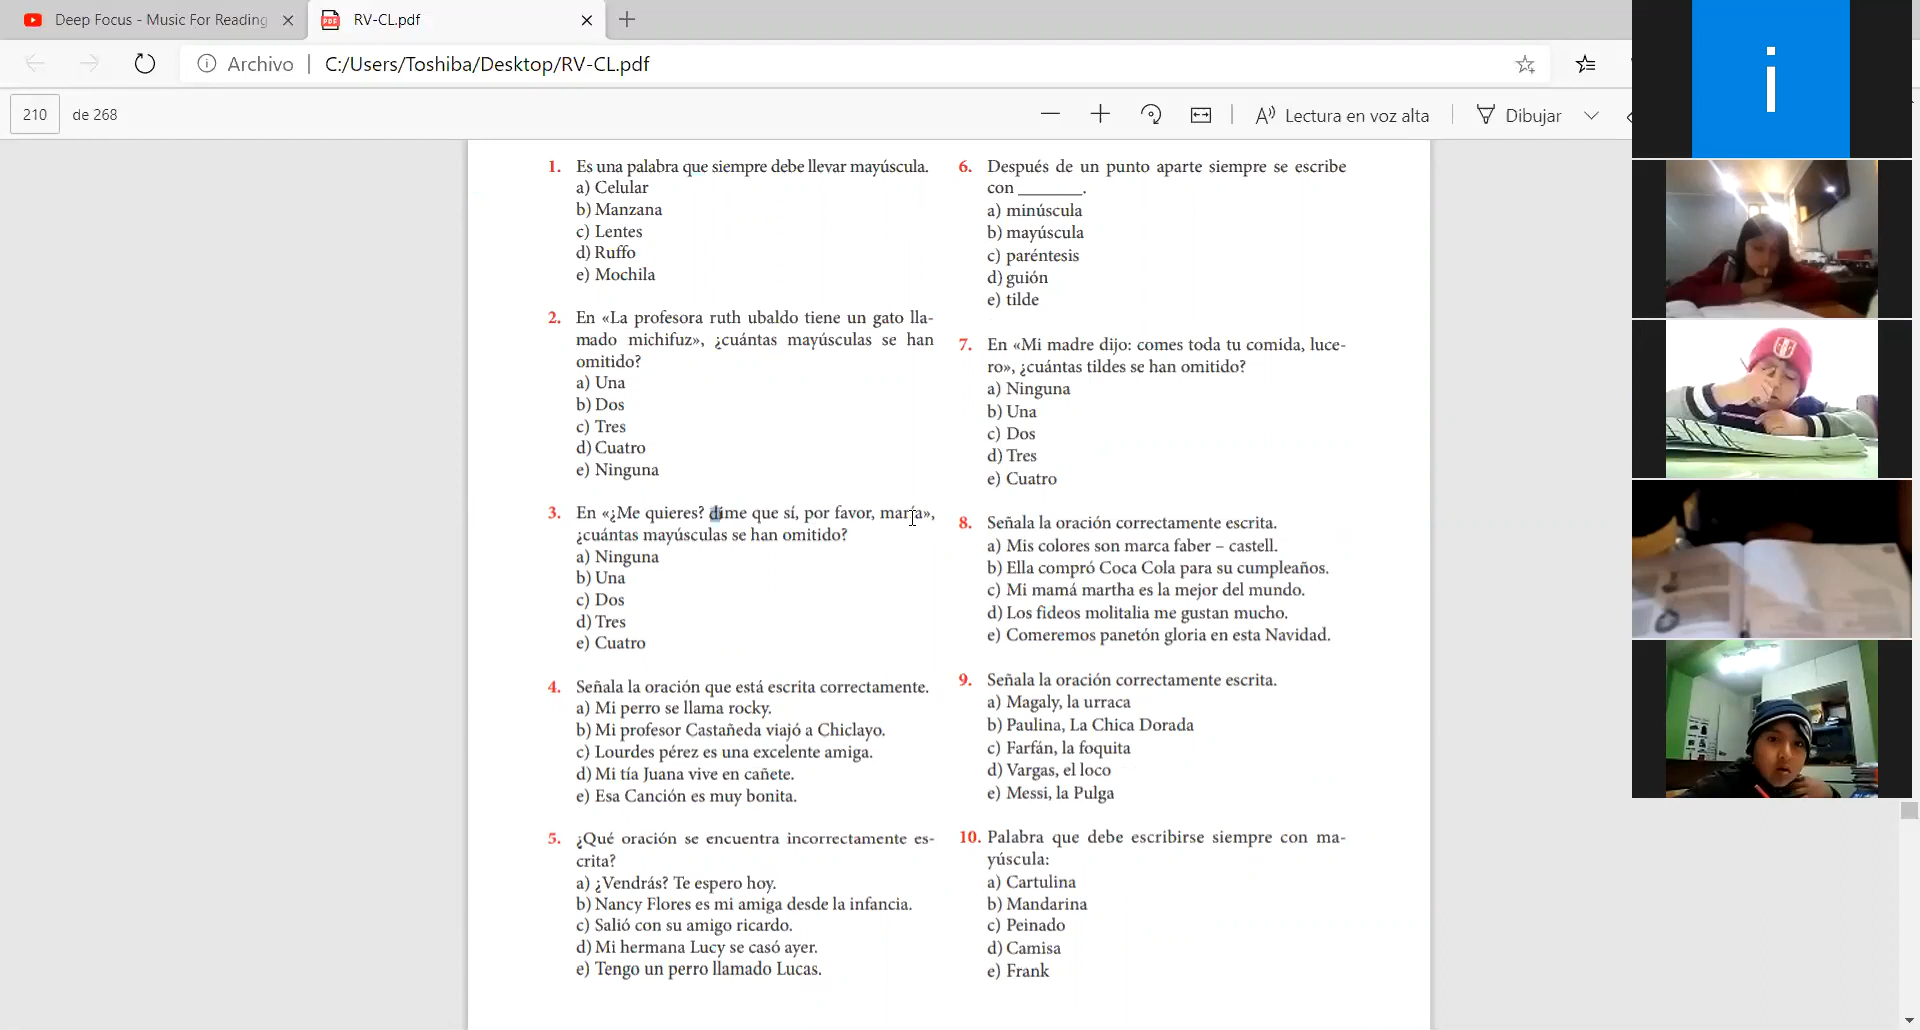 Deep Focus - Music For Reading
RV-CL.pdf
Archivo | C:/Users/Toshiba/Desktop/RV-CL.pdf
210 de 268
Lectura en voz alta
Dibujar
i
1. Es una palabra que siempre debe llevar mayúscula.
a) Celular
b) Manzana
c) Lentes
d) Ruffo
e) Mochila
2. En «La profesora ruth ubaldo tiene un gato lla-
mado michifuz», ¿cuántas mayúsculas se han
omitido?
a) Una
b) Dos
c) Tres
d) Cuatro
e) Ninguna
3. En «¿Me quieres? dime que sí, por favor, maría»,
¿cuántas mayúsculas se han omitido?
a) Ninguna
b) Una
c) Dos
d) Tres
e) Cuatro
4. Señala la oración que está escrita correctamente.
a) Mi perro se llama rocky.
b) Mi profesor Castañeda viajó a Chiclayo.
c) Lourdes pérez es una excelente amiga.
d) Mi tía Juana vive en cañete.
e) Esa Canción es muy bonita.
5. ¿Qué oración se encuentra incorrectamente es-
crita?
a) ¿Vendrás? Te espero hoy.
b) Nancy Flores es mi amiga desde la infancia.
c) Salió con su amigo ricardo.
d) Mi hermana Lucy se casó ayer.
e) Tengo un perro llamado Lucas.
6. Después de un punto aparte siempre se escribe
con ________.
a) minúscula
b) mayúscula
c) paréntesis
d) guión
e) tilde
7. En «Mi madre dijo: comes toda tu comida, luce-
ro», ¿cuántas tildes se han omitido?
a) Ninguna
b) Una
c) Dos
d) Tres
e) Cuatro
8. Señala la oración correctamente escrita.
a) Mis colores son marca faber – castell.
b) Ella compró Coca Cola para su cumpleaños.
c) Mi mamá martha es la mejor del mundo.
d) Los fideos molitalia me gustan mucho.
e) Comeremos panetón gloria en esta Navidad.
9. Señala la oración correctamente escrita.
a) Magaly, la urraca
b) Paulina, La Chica Dorada
c) Farfán, la foquita
d) Vargas, el loco
e) Messi, la Pulga
10. Palabra que debe escribirse siempre con ma-
yúscula:
a) Cartulina
b) Mandarina
c) Peinado
d) Camisa
e) Frank